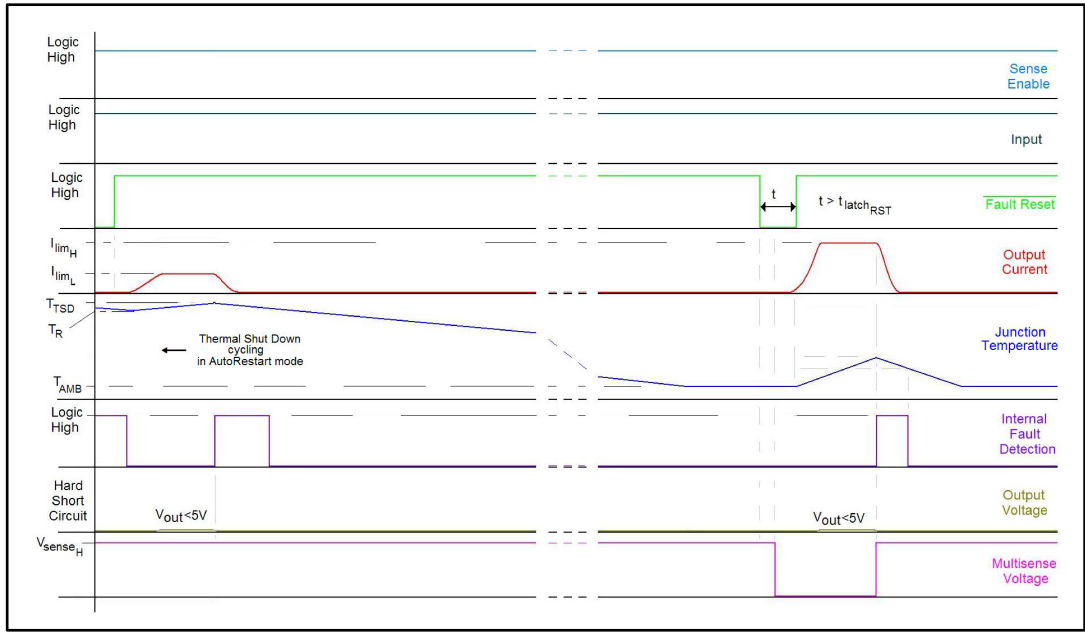 Logic
High
Sense
Enable
Logic
High
Input
Logic
High
t
t > tlatchRST
Fault Reset
IlimH
IlimL
Output
Current
TTSD
TR
Thermal Shut Down
cycling
in AutoRestart mode
Junction
Temperature
TAMB
Logic
High
Internal
Fault
Detection
Hard
Short
Circuit
Vout<5V
Vout<5V
Output
Voltage
VsenseH
Multisense
Voltage